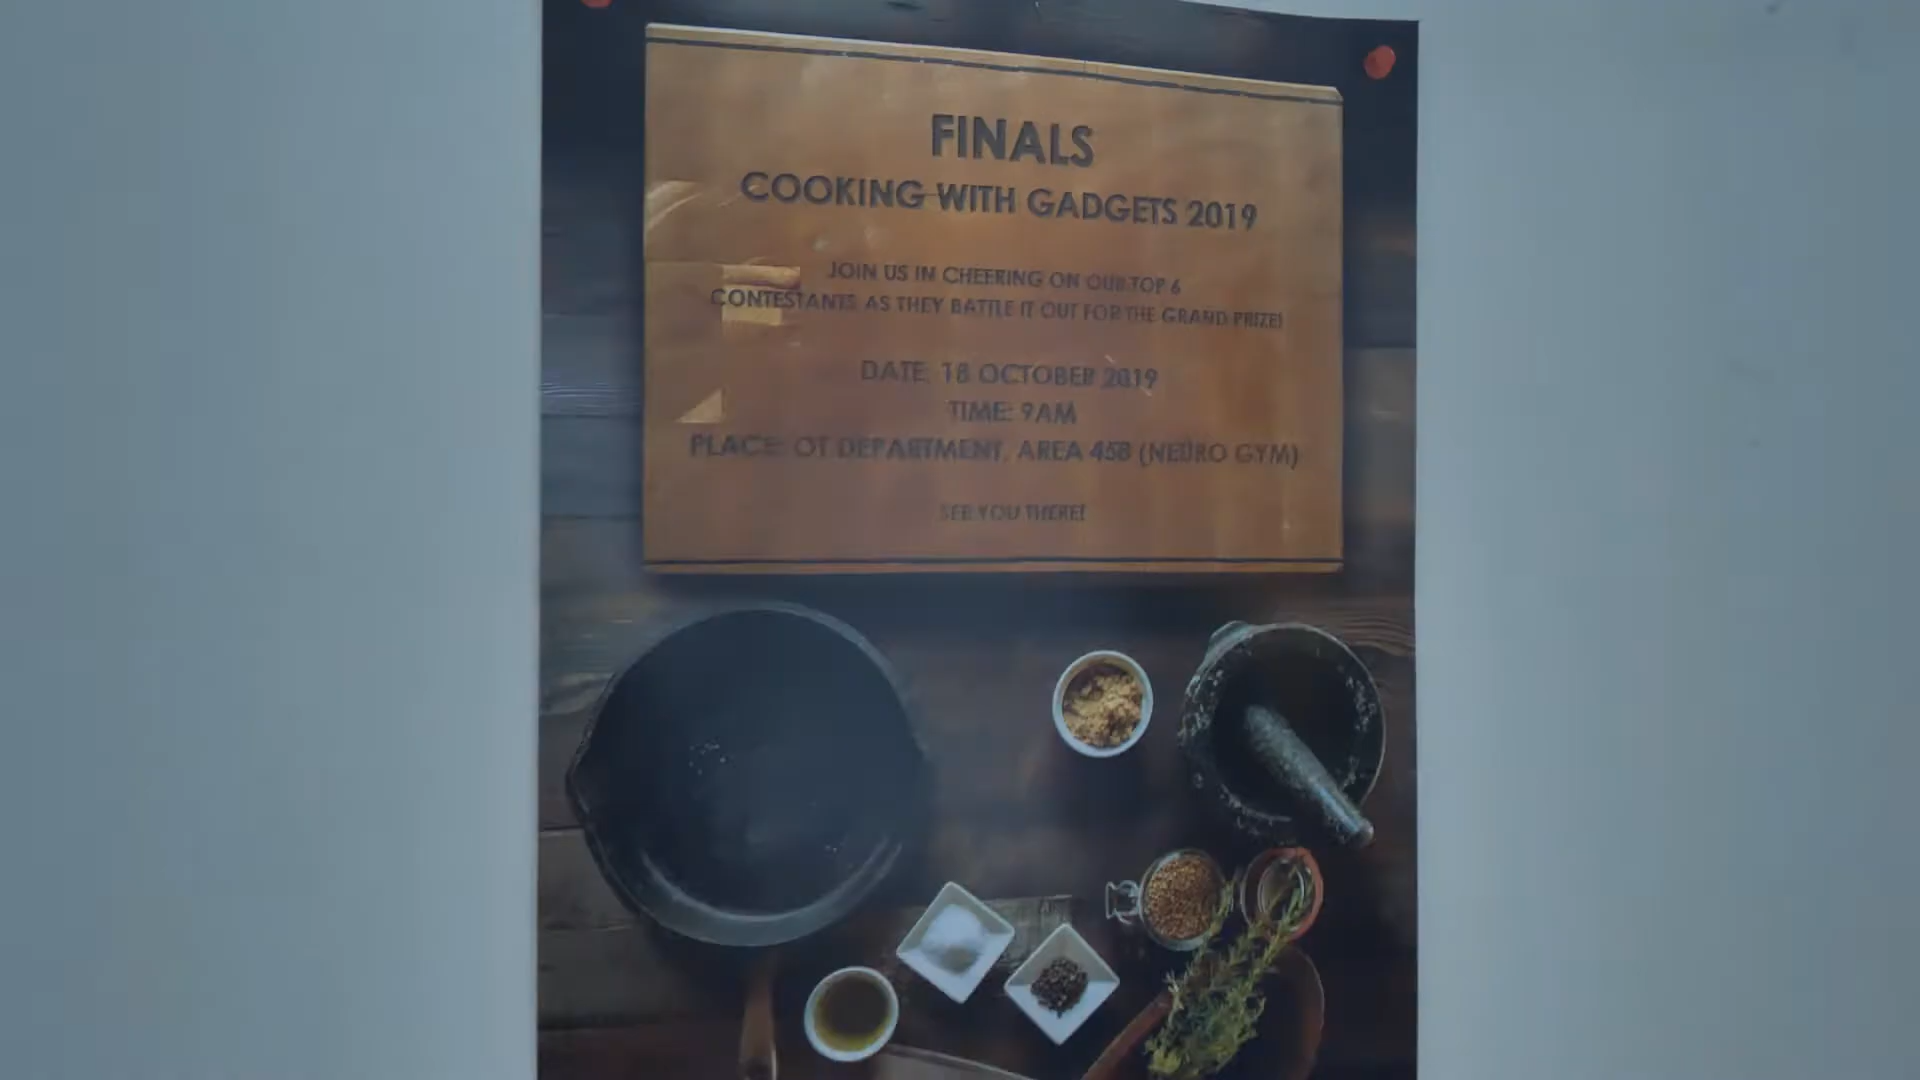 FINALS
COOKING WITH GADGETS 2019
JOIN US IN CHEERING ON OUR TOP 6
CONTESTANTS AS THEY BATTLE IT OUT FOR THE GRAND PRIZE!
DATE: 18 OCTOBER 2019
TIME: 9AM
PLACE: OT DEPARTMENT, AREA 458 (NEURO GYM)
SEE YOU THERE!